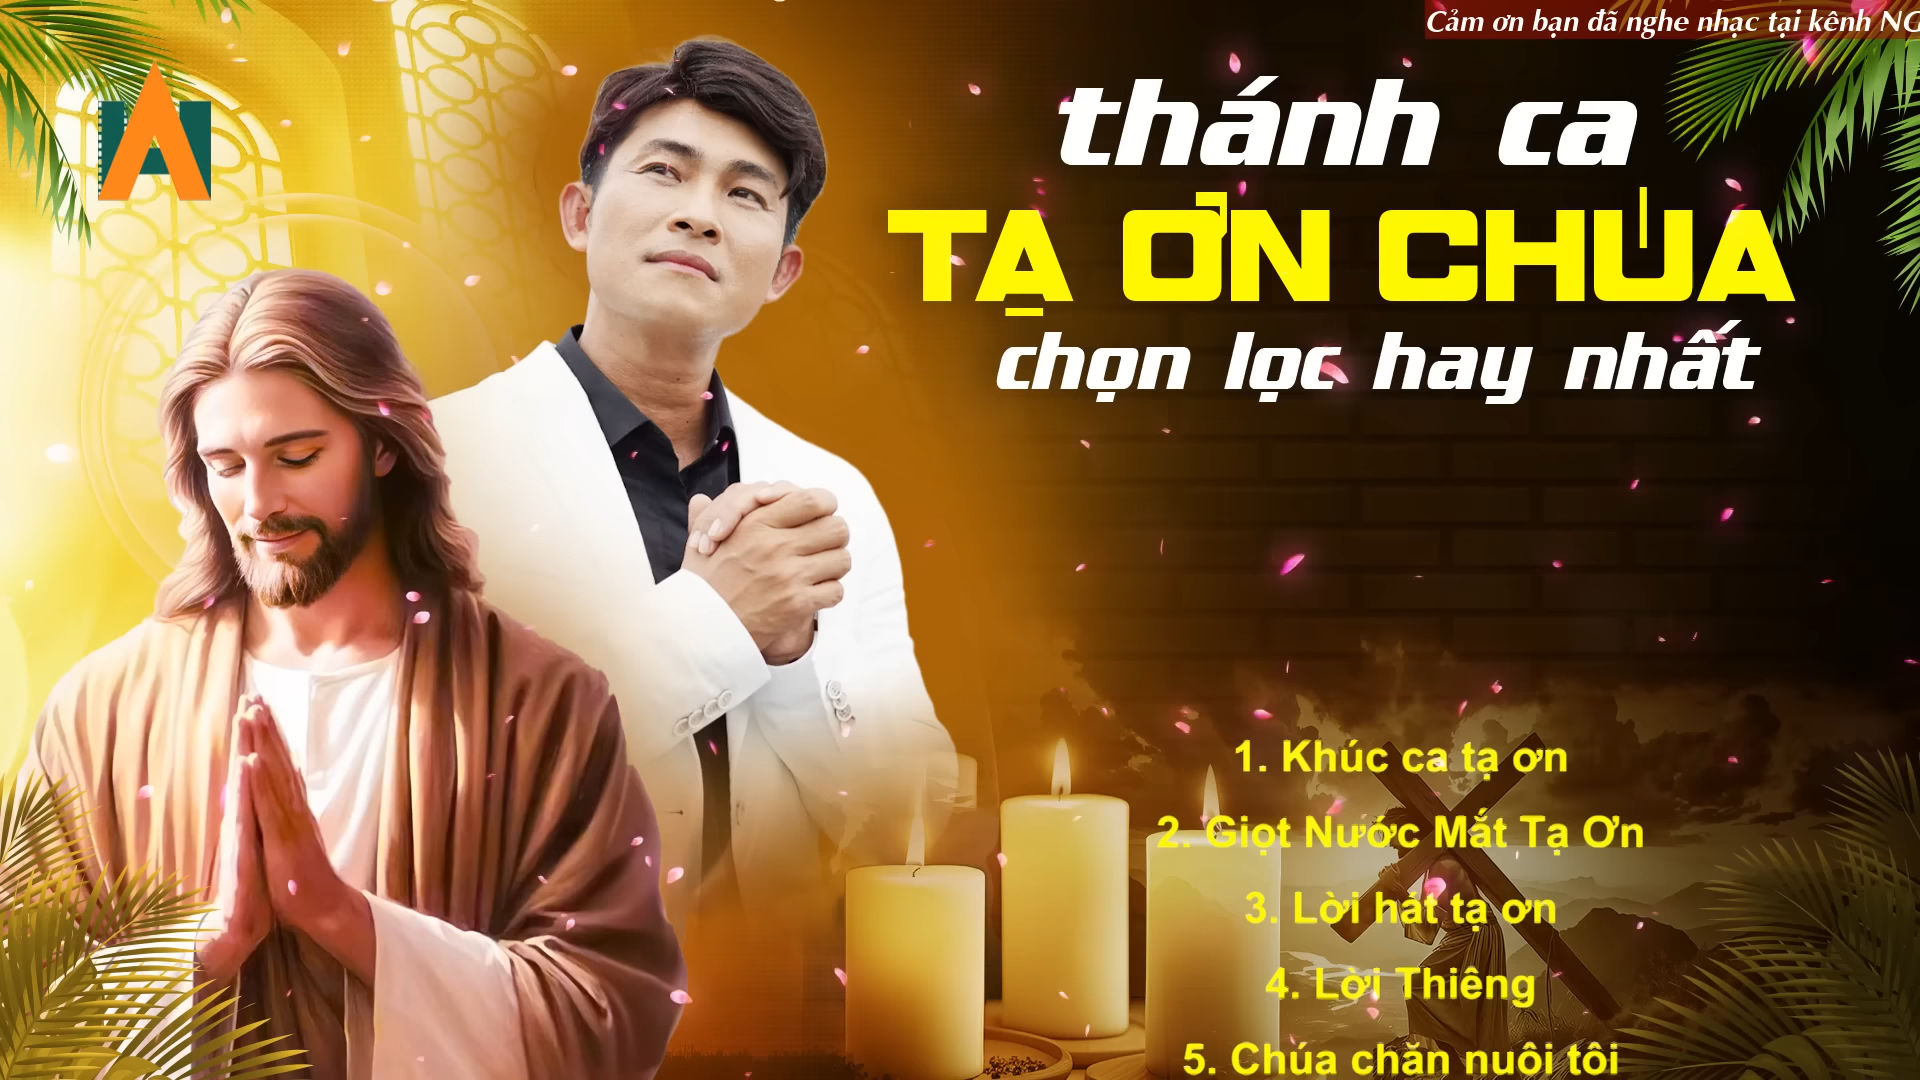 Cảm ơn bạn đã nghe nhạc tại kênh NG
thánh ca
TẠ ƠN CHÚA
chọn lọc hay nhất
1. Khúc ca tạ ơn
2. Giọt Nước Mắt Tạ Ơn
3. Lời hát tạ ơn
4. Lời Thiêng
5. Chúa chăn nuôi tôi